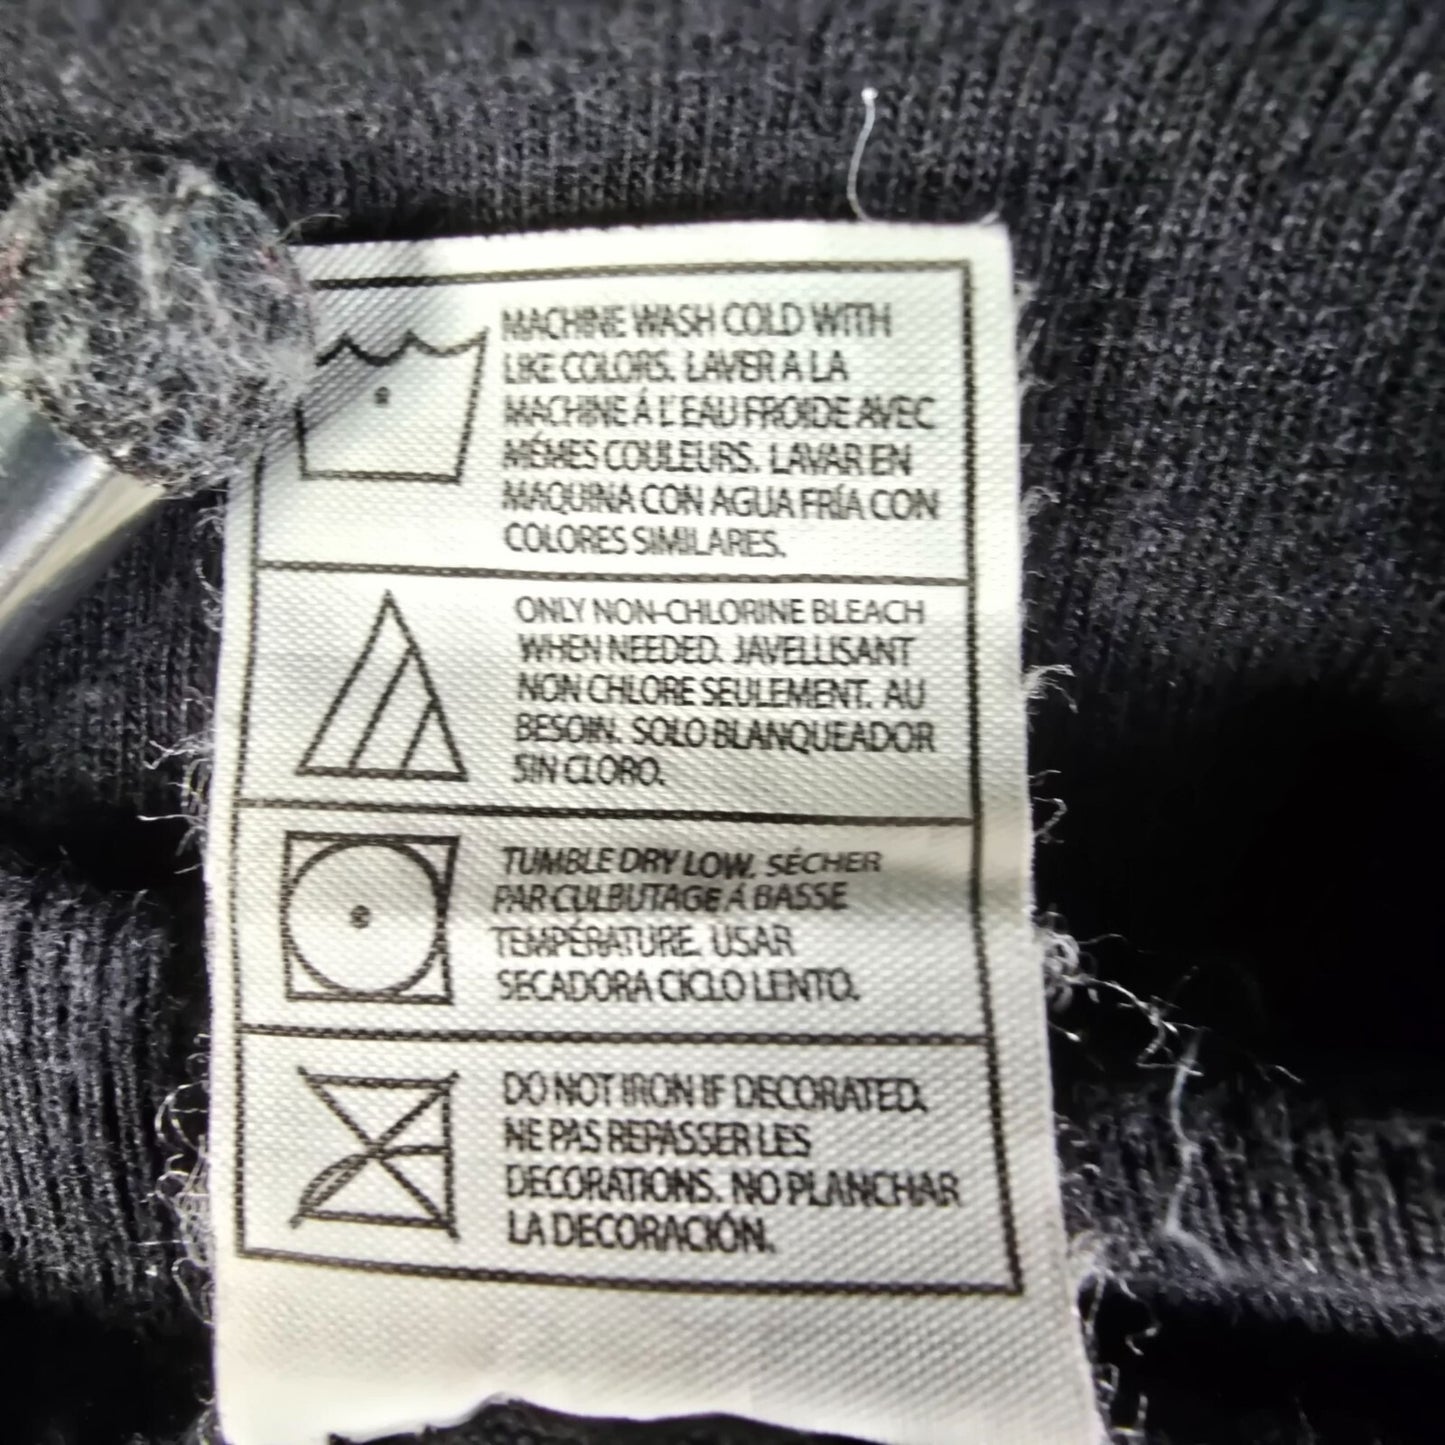 MACHINE WASH COLD WITH
LIKE COLORS. LAVER A LA
MACHINE Á L'EAU FROIDE AVEC
MÉMES COULEURS. LAVAR EN
MAQUINA CON AGUA FRÍA CON
COLORES SIMILARES.
ONLY NON-CHLORINE BLEACH
WHEN NEEDED. JAVELLISANT
NON CHLORE SEULEMENT. AU
BESOIN. SOLO BLANQUEADOR
SIN CLORO.
TUMBLE DRY LOW. SÉCHER
PAR CULBUTAGE Á BASSE
TEMPÉRATURE. USAR
SECADORA CICLO LENTO.
DO NOT IRON IF DECORATED.
NE PAS REPASSER LES
DECORATIONS. NO PLANCHAR
LA DECORACIÓN.